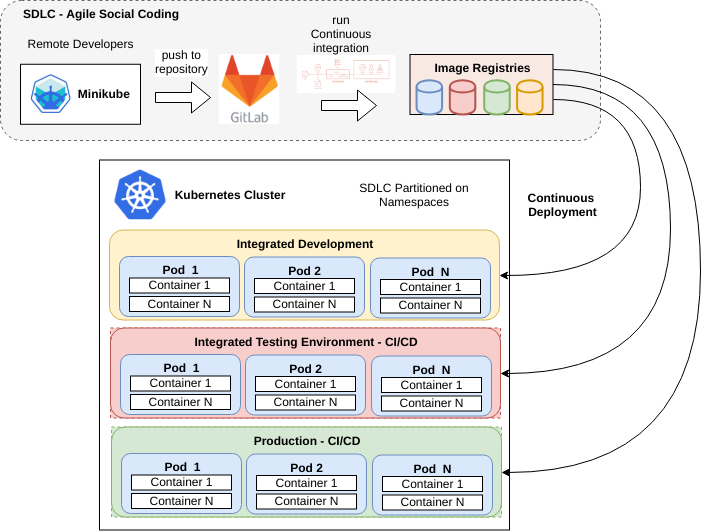 SDLC - Agile Social Coding
Remote Developers
Minikube
push to
repository
GitLab
run
Continuous
integration
Image Registries
Kubernetes Cluster
SDLC Partitioned on
Namespaces
Continuous
Deployment
Integrated Development
Pod 1
Container 1
Container N
Pod 2
Container 1
Container N
Pod N
Container 1
Container N
Integrated Testing Environment - CI/CD
Pod 1
Container 1
Container N
Pod 2
Container 1
Container N
Pod N
Container 1
Container N
Production - CI/CD
Pod 1
Container 1
Container N
Pod 2
Container 1
Container N
Pod N
Container 1
Container N